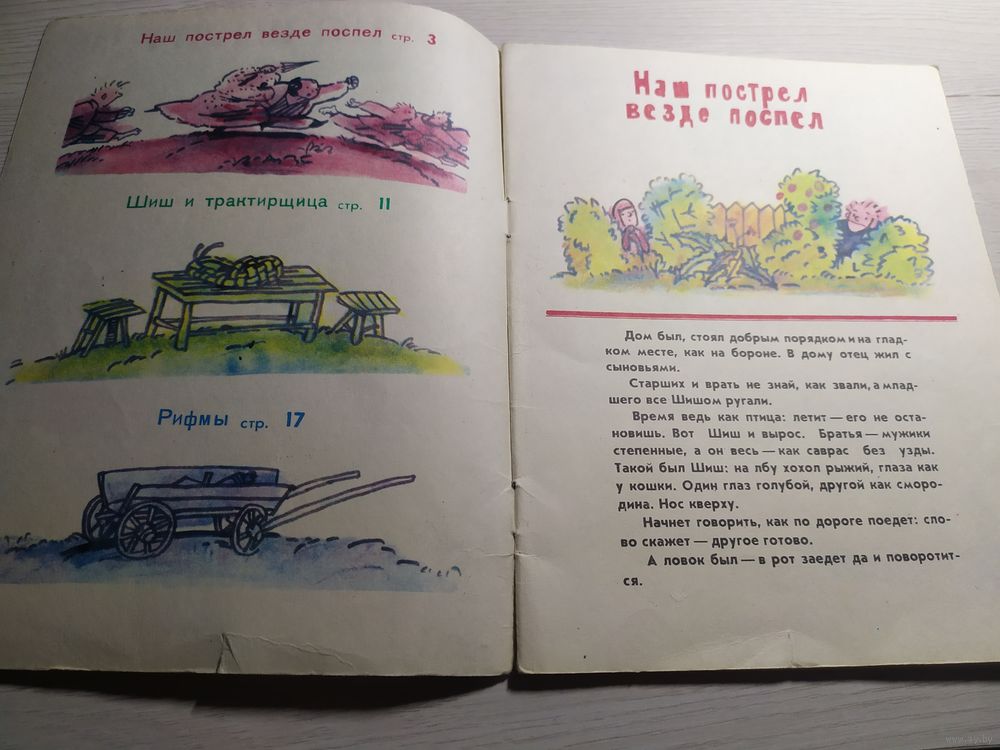 Наш пострел везде поспел стр. 3
Шиш и трактирщица стр. 11
Рифмы стр. 17
Наш пострел
везде поспел
Дом был, стоял добрым порядком и на глад-
ком месте, как на бороне. В дому отец жил с
сыновьями.
Старших и врать не знай, как звали, а млад-
шего все Шишом ругали.
Время ведь как птица: летит — его не оста-
новишь. Вот Шиш и вырос. Братья — мужики
степенные, а он весь — как саврас без узды.
Такой был Шиш: на лбу хохол рыжий, глаза как
у кошки. Один глаз голубой, другой как сморо-
дина. Нос кверху.
Начнет говорить, как по дороге поедет: сло-
во скажет — другое готово.
А ловок был — в рот заедет да и поворотит-
ся.
www.ay.by